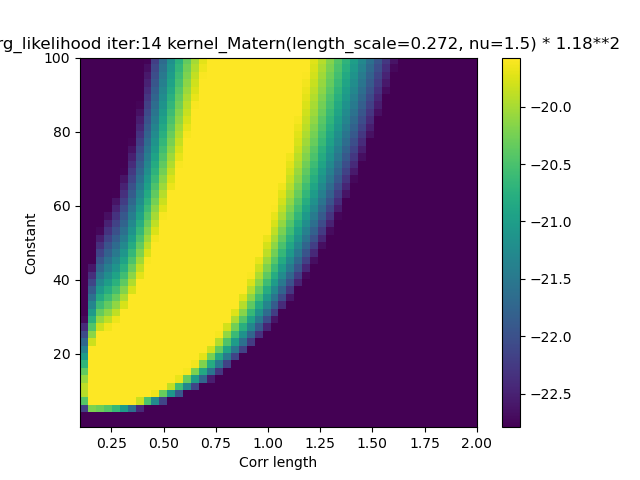 rg_likelihood iter:14 kernel_Matern(length_scale=0.272, nu=1.5) * 1.18**2
100
80
60
40
20
Constant
0.25 0.50 0.75 1.00 1.25 1.50 1.75 2.00
Corr length
−20.0
−20.5
−21.0
−21.5
−22.0
−22.5